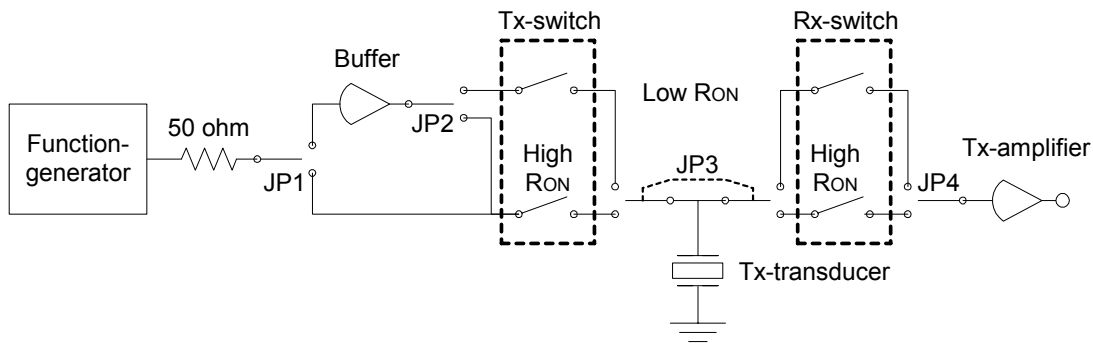 Tx-switch
Rx-switch
Buffer
Low RON
50 ohm
JP2
Function-
generator
JP1
High
RON
JP3
High
RON
JP4
Tx-amplifier
Tx-transducer